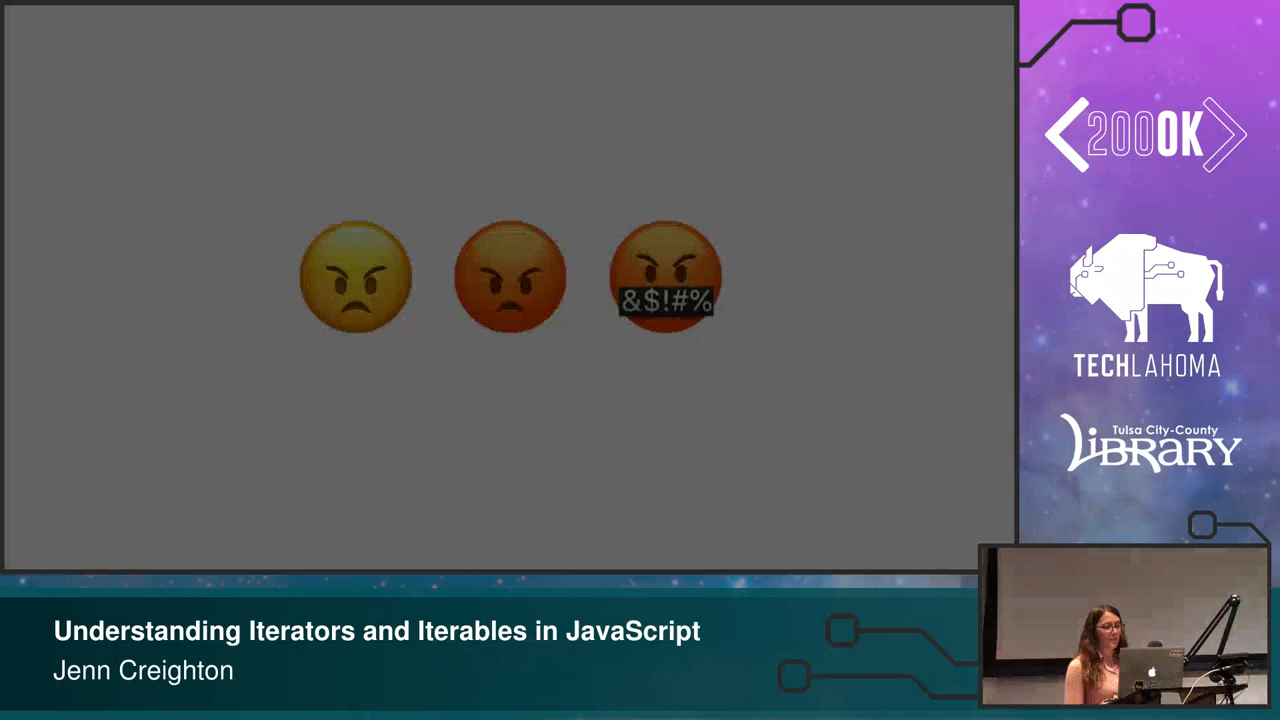 &$!#%
200OK
TECHLAHOMA
Tulsa City-County
LiBRARY
Understanding Iterators and Iterables in JavaScript
Jenn Creighton